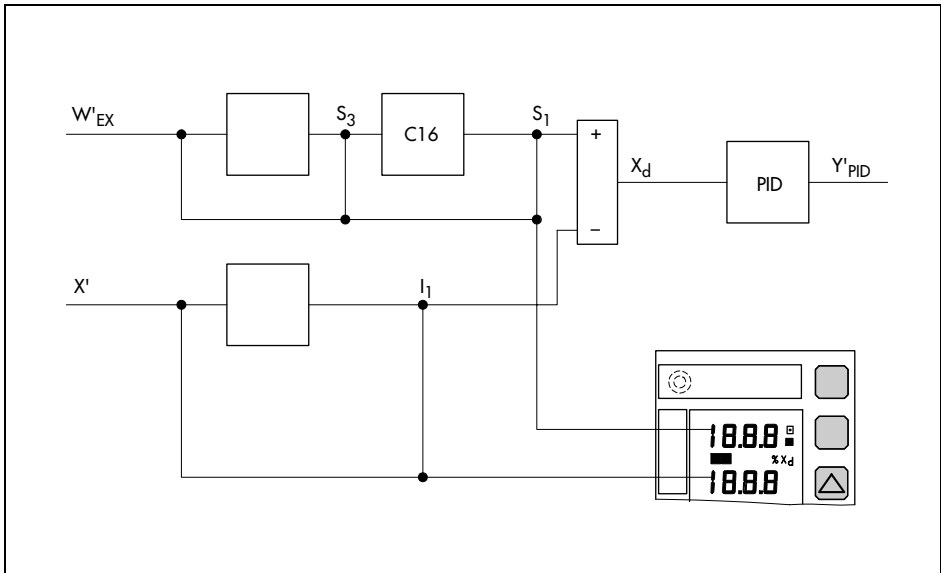 W'EX
S3
C16
S1
+
Xd
PID
Y'PID
−
X'
I1
18.8.8
% Xd
18.8.8